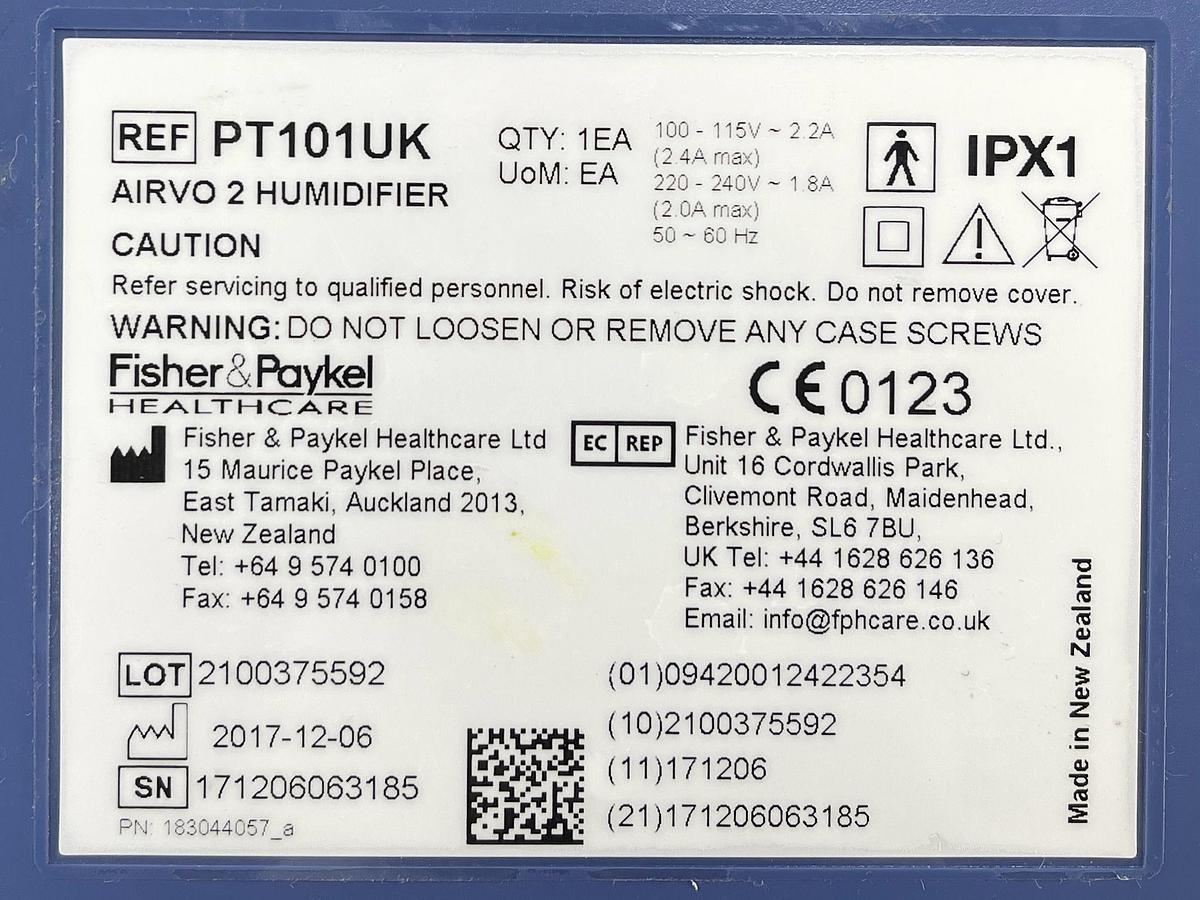 REF PT101UK
AIRVO 2 HUMIDIFIER
QTY: 1EA
UoM: EA
100 - 115V ~ 2.2A
(2.4A max)
220 - 240V ~ 1.8A
(2.0A max)
50 ~ 60 Hz
IPX1
CAUTION
Refer servicing to qualified personnel. Risk of electric shock. Do not remove cover.
WARNING: DO NOT LOOSEN OR REMOVE ANY CASE SCREWS
Fisher&Paykel
HEALTHCARE
CE 0123
Fisher & Paykel Healthcare Ltd
15 Maurice Paykel Place,
East Tamaki, Auckland 2013,
New Zealand
Tel: +64 9 574 0100
Fax: +64 9 574 0158
EC REP
Fisher & Paykel Healthcare Ltd.,
Unit 16 Cordwallis Park,
Clivemont Road, Maidenhead,
Berkshire, SL6 7BU,
UK Tel: +44 1628 626 136
Fax: +44 1628 626 146
Email: info@fphcare.co.uk
Made in New Zealand
LOT 2100375592
2017-12-06
SN 171206063185
PN: 183044057_a
(01)09420012422354
(10)2100375592
(11)171206
(21)171206063185